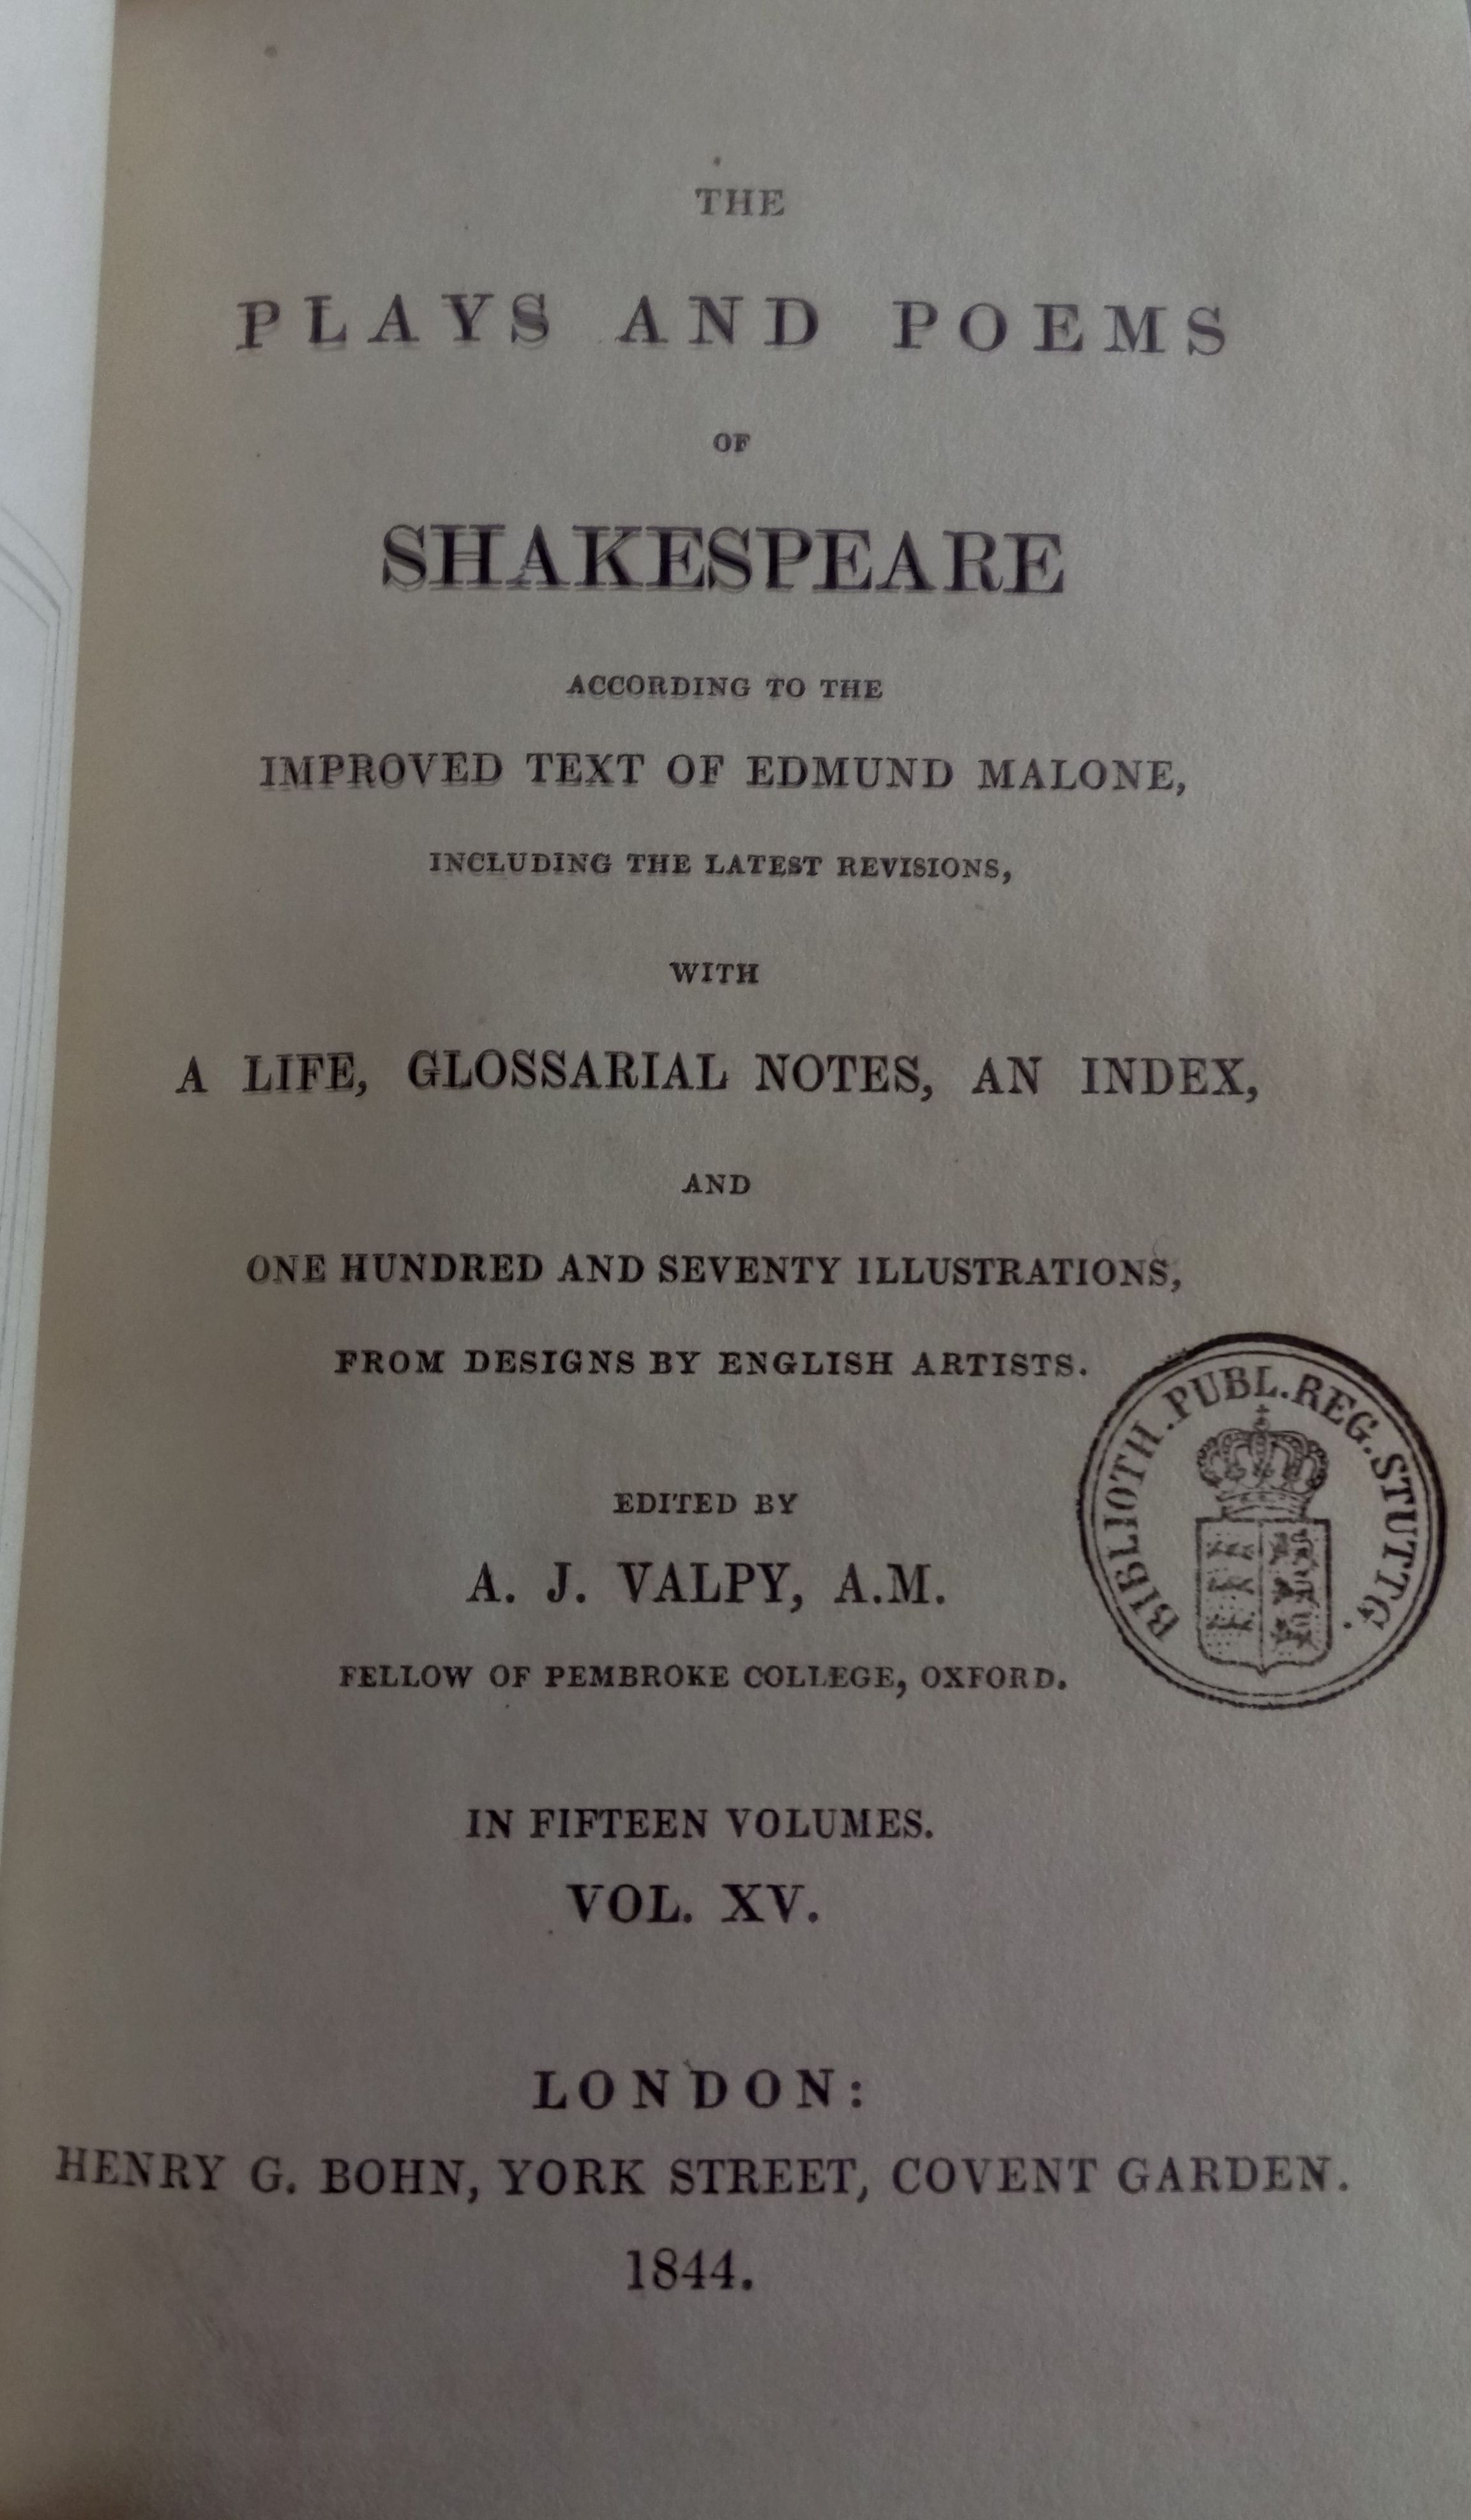 THE
PLAYS AND POEMS
OF
SHAKESPEARE
ACCORDING TO THE
IMPROVED TEXT OF EDMUND MALONE,
INCLUDING THE LATEST REVISIONS,
WITH
A LIFE, GLOSSARIAL NOTES, AN INDEX,
AND
ONE HUNDRED AND SEVENTY ILLUSTRATIONS,
FROM DESIGNS BY ENGLISH ARTISTS.
BIBLIOTH.PUBL.REG.STUTTG.
EDITED BY
A. J. VALPY, A.M.
FELLOW OF PEMBROKE COLLEGE, OXFORD.
IN FIFTEEN VOLUMES.
VOL. XV.
LONDON:
HENRY G. BOHN, YORK STREET, COVENT GARDEN.
1844.